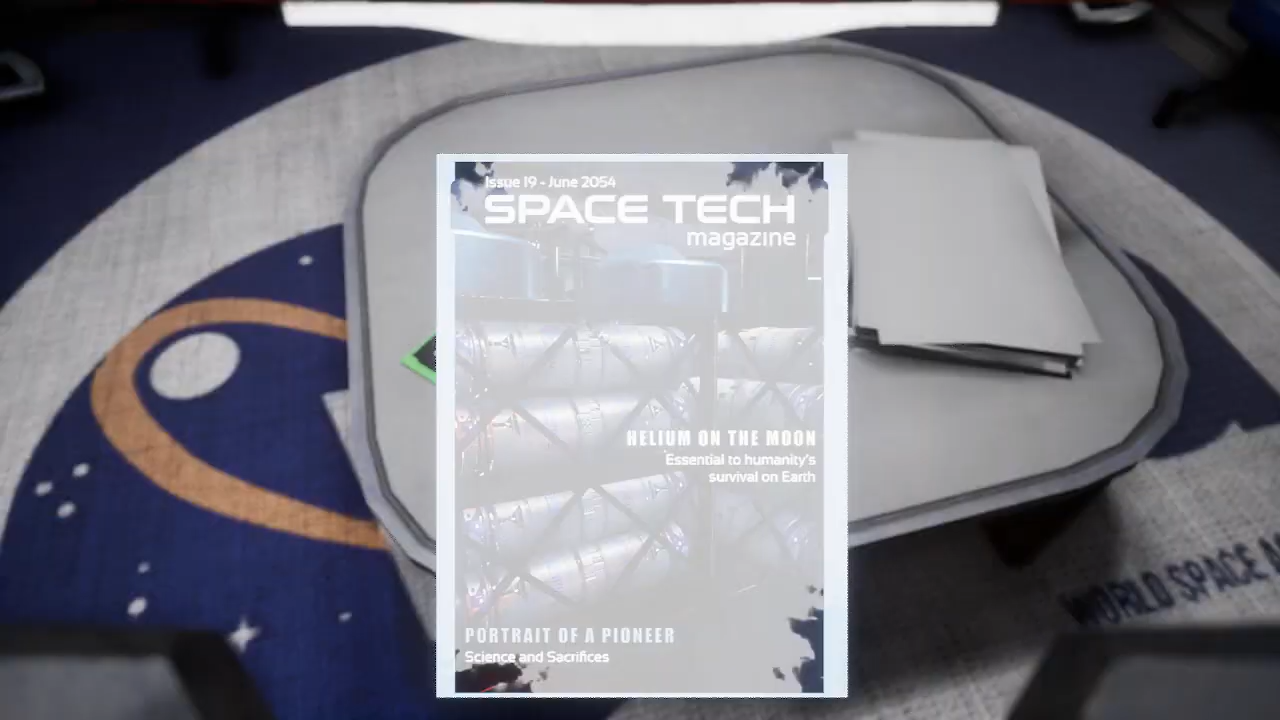 Issue 19 - June 2054
SPACE TECH
magazine
HELIUM ON THE MOON
Essential to humanity's
survival on Earth
WORLD SPACE
PORTRAIT OF A PIONEER
Science and Sacrifices